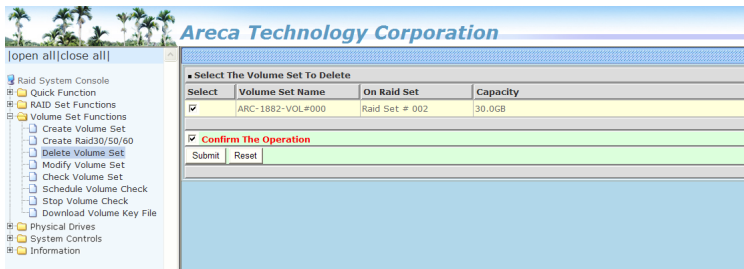 Areca Technology Corporation
|open all|close all|
Raid System Console
Quick Function
RAID Set Functions
Volume Set Functions
Create Volume Set
Create Raid30/50/60
Delete Volume Set
Modify Volume Set
Check Volume Set
Schedule Volume Check
Stop Volume Check
Download Volume Key File
Physical Drives
System Controls
Information
Select The Volume Set To Delete
Select Volume Set Name On Raid Set Capacity
ARC-1882-VOL#000 Raid Set # 002 30.0GB
Confirm The Operation
Submit Reset